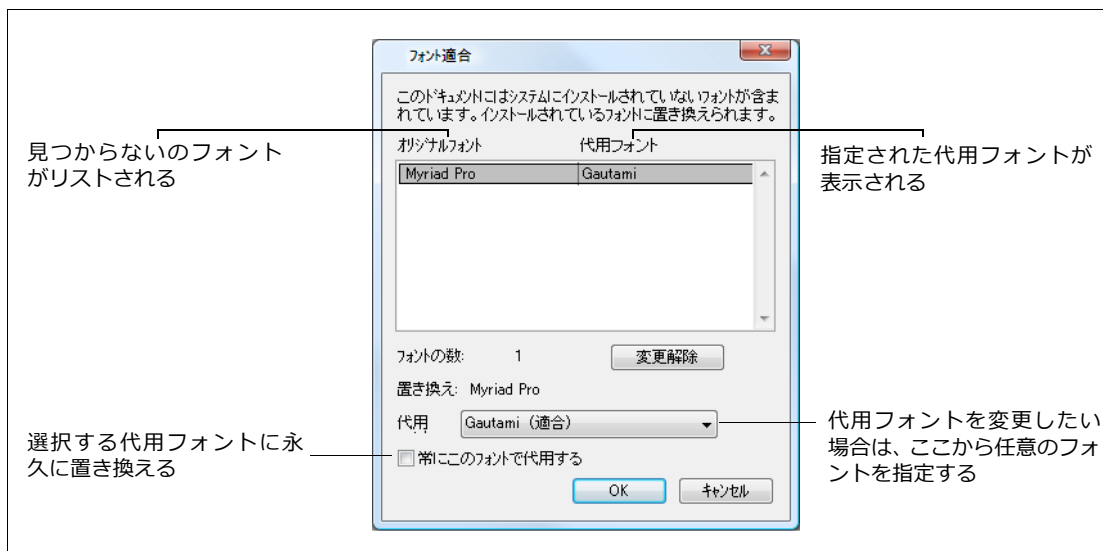 フォント適合
このドキュメントにはシステムにインストールされていないフォントが含ま
れています。インストールされているフォントに置き換えられます。
オリジナルフォント
代用フォント
Myriad Pro
Gautami
見つからないのフォント
がリストされる
指定された代用フォントが
表示される
フォントの数: 1
変更解除
置き換え: Myriad Pro
代用
Gautami (適合)
常にこのフォントで代用する
OK
キャンセル
選択する代用フォントに永
久に置き換える
代用フォントを変更したい
場合は、ここから任意のフォ
ントを指定する